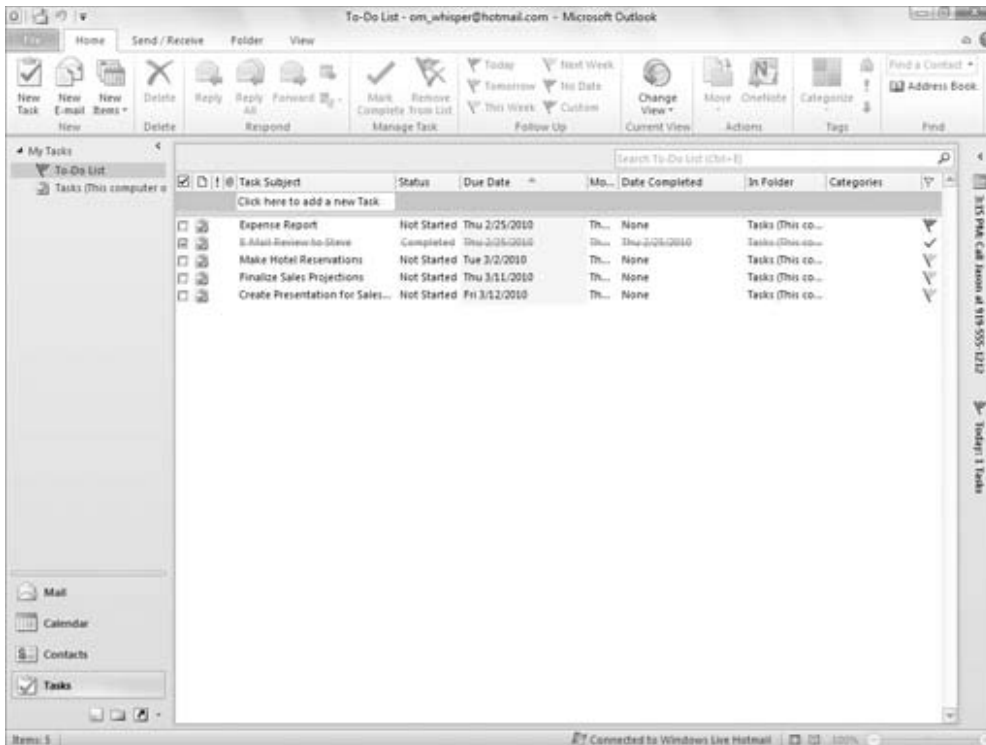 To-Do List - om_whisper@hotmail.com - Microsoft Outlook
File Home Send / Receive Folder View
New Task New E-mail New Items Delete Reply Reply All Forward Mark Complete Remove from List Today Next Week Tomorrow No Date This Week Custom Change View Move OneNote Categorize Find a Contact Address Book
New Delete Respond Manage Task Follow Up Current View Actions Tags Find
My Tasks
To-Do List
Tasks (This computer o
Search To-Do List (Ctrl+E)
! Task Subject Status Due Date Mo... Date Completed In Folder Categories
Click here to add a new Task
Expense Report Not Started Thu 2/25/2010 Th... None Tasks (This co...
E-Mail Review to Steve Completed Thu 2/25/2010 Th... Thu 2/25/2010 Tasks (This co...
Make Hotel Reservations Not Started Tue 3/2/2010 Th... None Tasks (This co...
Finalize Sales Projections Not Started Thu 3/11/2010 Th... None Tasks (This co...
Create Presentation for Sales... Not Started Fri 3/12/2010 Th... None Tasks (This co...
3:15 PM: Call Jason at 919-555-1212
Today: 1 Tasks
Mail
Calendar
Contacts
Tasks
Items: 5
Connected to Windows Live Hotmail 100%